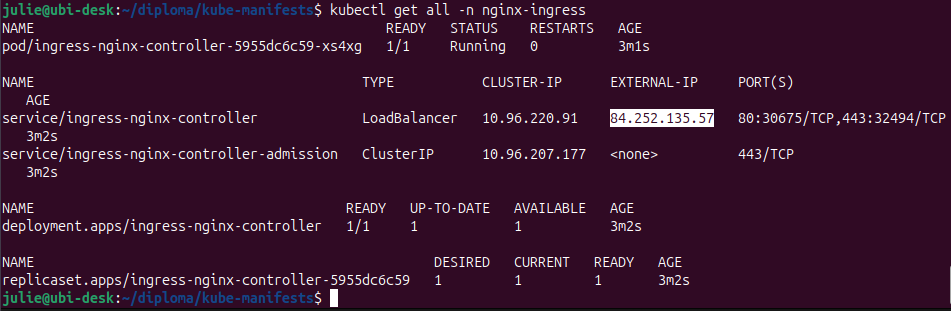 julie@ubi-desk:~/diploma/kube-manifests$ kubectl get all -n nginx-ingress
NAME                                            READY   STATUS    RESTARTS   AGE
pod/ingress-nginx-controller-5955dc6c59-xs4xg   1/1     Running   0          3m1s

NAME                                         TYPE           CLUSTER-IP      EXTERNAL-IP     PORT(S)
   AGE
service/ingress-nginx-controller             LoadBalancer   10.96.220.91    84.252.135.57   80:30675/TCP,443:32494/TCP
   3m2s
service/ingress-nginx-controller-admission   ClusterIP      10.96.207.177   <none>          443/TCP
   3m2s

NAME                                       READY   UP-TO-DATE   AVAILABLE   AGE
deployment.apps/ingress-nginx-controller   1/1     1            1           3m2s

NAME                                                  DESIRED   CURRENT   READY   AGE
replicaset.apps/ingress-nginx-controller-5955dc6c59   1         1         1       3m2s
julie@ubi-desk:~/diploma/kube-manifests$